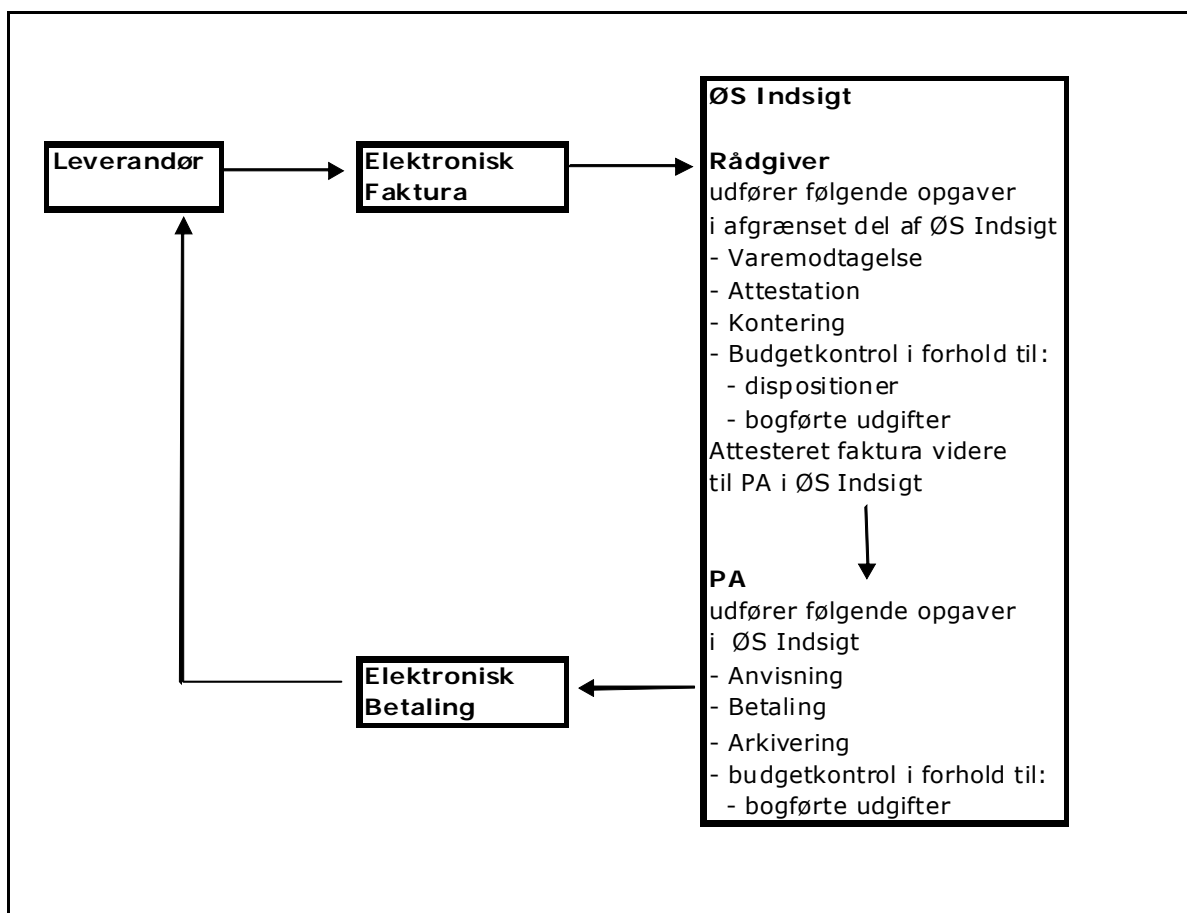 Leverandør
Elektronisk
Faktura
ØS Indsigt
Rådgiver
udfører følgende opgaver
i afgrænset del af ØS Indsigt
- Varemodtagelse
- Attestation
- Kontering
- Budgetkontrol i forhold til:
- dispositioner
- bogførte udgifter
Attesteret faktura videre
til PA i ØS Indsigt
PA
udfører følgende opgaver
i ØS Indsigt
- Anvisning
- Betaling
- Arkivering
- budgetkontrol i forhold til:
- bogførte udgifter
Elektronisk
Betaling